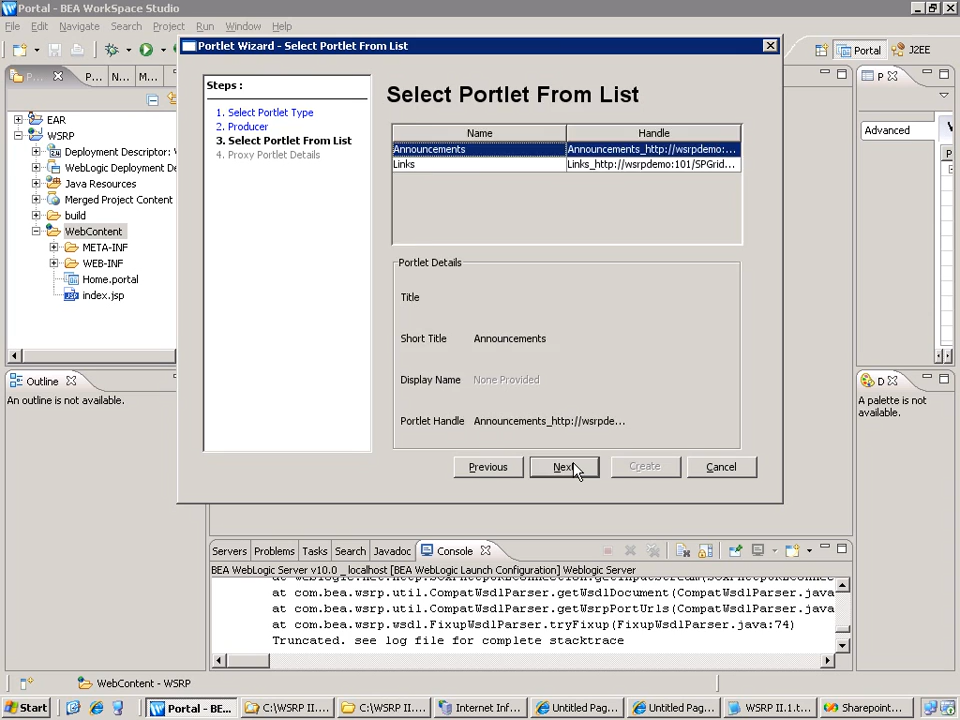 Portal - BEA WorkSpace Studio
File Edit Navigate Search Project Run Window Help
Portlet Wizard - Select Portlet From List
Portal J2EE
P... N... M...
P
Steps :
1. Select Portlet Type
2. Producer
3. Select Portlet From List
4. Proxy Portlet Details
Select Portlet From List
Name Handle
Announcements Announcements_http://wsrpdemo:...
Links Links_http://wsrpdemo:101/SPGrid...
Portlet Details
Title
Short Title Announcements
Display Name None Provided
Portlet Handle Announcements_http://wsrpde...
Previous Next Create Cancel
EAR
WSRP
Deployment Descriptor:
WebLogic Deployment De
Java Resources
Merged Project Content
build
WebContent
META-INF
WEB-INF
Home.portal
index.jsp
Advanced
Outline
An outline is not available.
D
A palette is not available.
Servers Problems Tasks Search Javadoc Console
BEA WebLogic Server v10.0 _ localhost [BEA WebLogic Launch Configuration] Weblogic Server
at com.bea.wsrp.util.CompatWsdlParser.getWsdlDocument(CompatWsdlParser.java
at com.bea.wsrp.util.CompatWsdlParser.getWsrpPortUrls(CompatWsdlParser.java
at com.bea.wsrp.wsdl.FixupWsdlParser.tryFixup(FixupWsdlParser.java:74)
Truncated. see log file for complete stacktrace
WebContent - WSRP
Start Portal - BE... C:\WSRP II.... C:\WSRP II.... Internet Inf... Untitled Pag... Untitled Pag... WSRP II.1.t... Sharepoint...